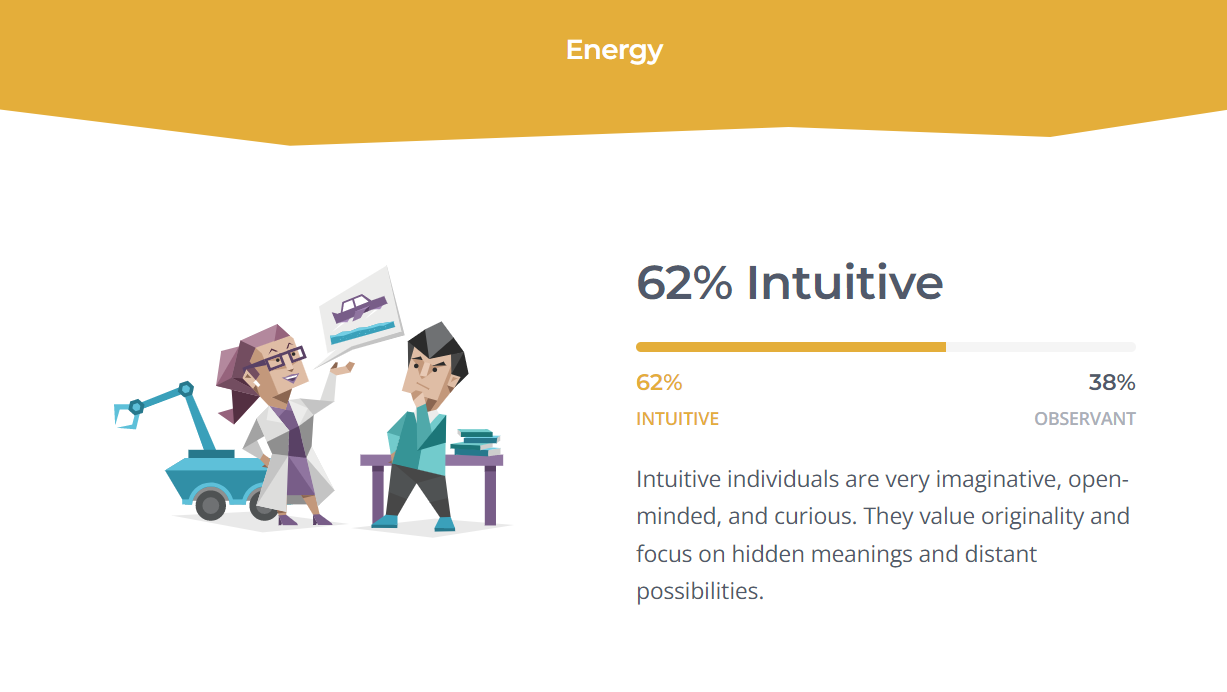 Energy
62% Intuitive
62%
38%
INTUITIVE
OBSERVANT
Intuitive individuals are very imaginative, open-
minded, and curious. They value originality and
focus on hidden meanings and distant
possibilities.